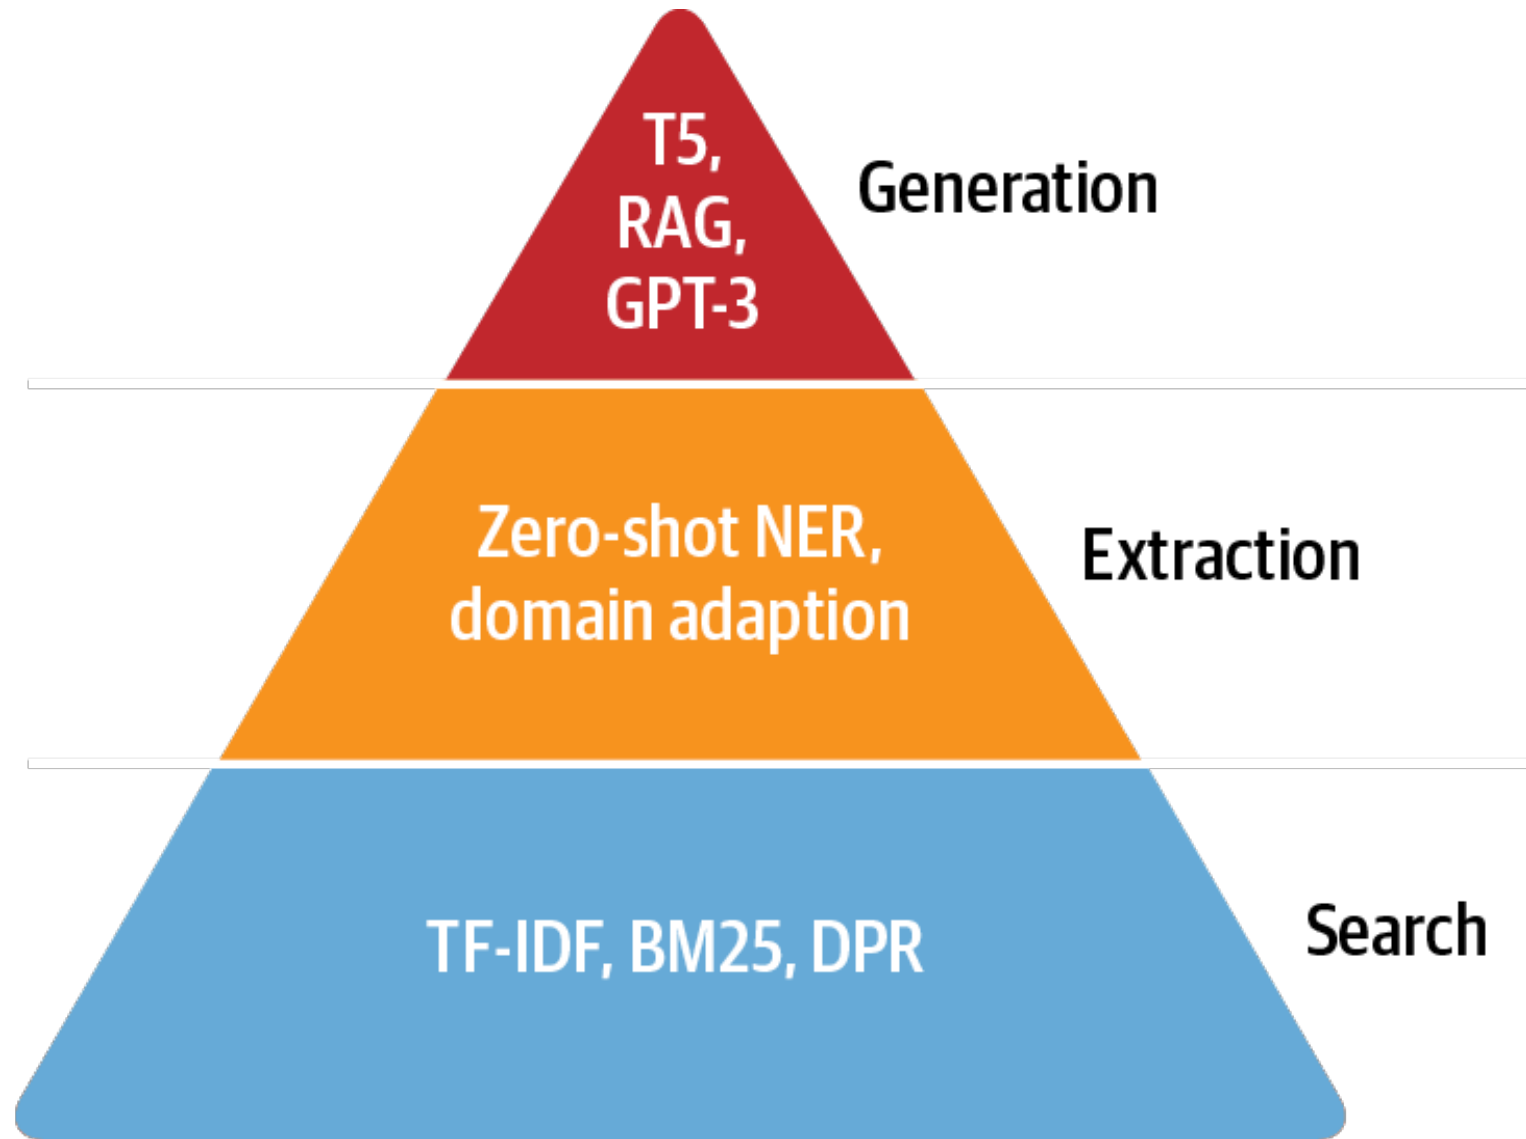 T5,
RAG,
GPT-3
Generation
Zero-shot NER,
domain adaption
Extraction
TF-IDF, BM25, DPR
Search